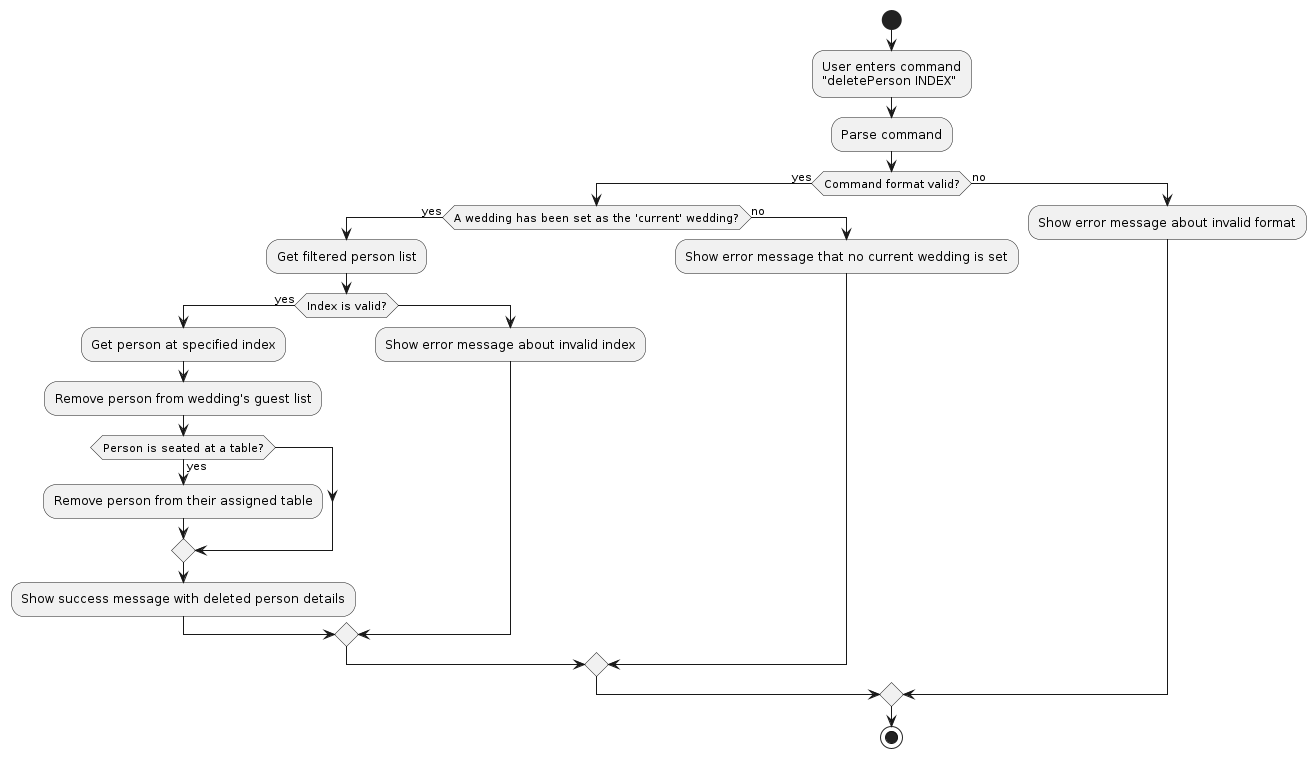 User enters command
"deletePerson INDEX"
Parse command
yes
Command format valid?
no
yes
A wedding has been set as the 'current' wedding?
no
Show error message about invalid format
Get filtered person list
Show error message that no current wedding is set
yes
Index is valid?
Get person at specified index
Show error message about invalid index
Remove person from wedding's guest list
Person is seated at a table?
yes
Remove person from their assigned table
Show success message with deleted person details